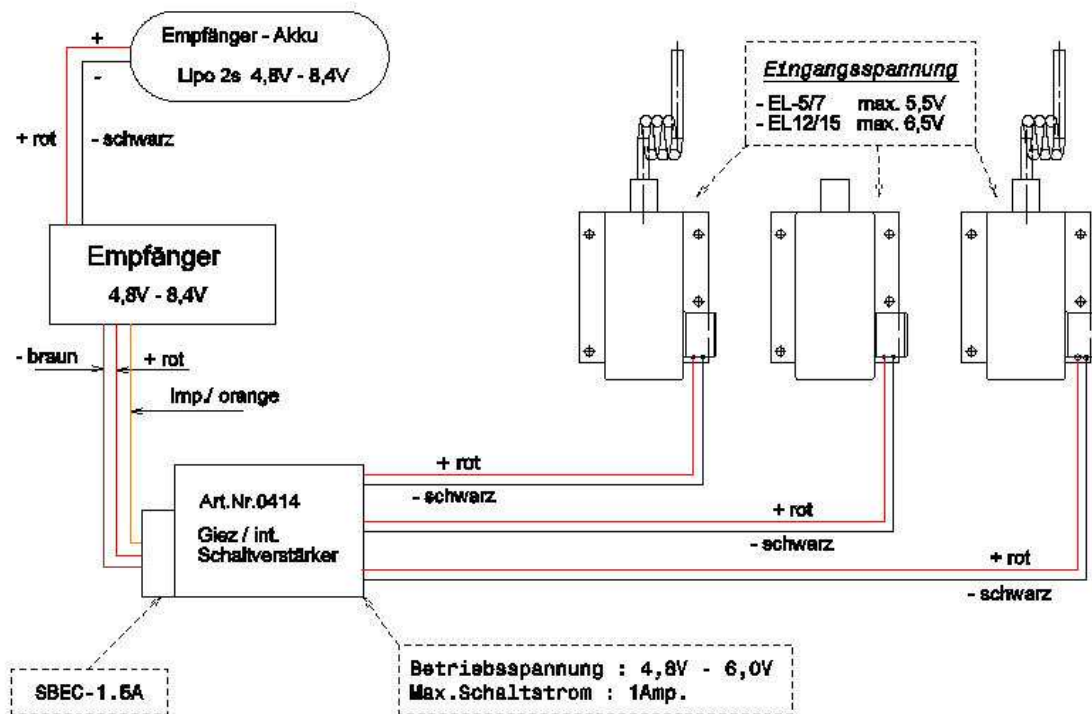 +
Empfänger - Akku
-
Lipo 2s 4,8V - 8,4V
+ rot
- schwarz
Eingangsspannung
- EL-5/7 max. 5,5V
- EL12/15 max. 6,5V
Empfänger
4,8V - 8,4V
- braun
+ rot
Imp./ orange
Art.Nr.0414
Giez / int.
Schaltverstärker
+ rot
- schwarz
+ rot
- schwarz
+ rot
- schwarz
SBEC-1.5A
Betriebsspannung : 4,8V - 6,0V
Max.Schaltstrom : 1Amp.